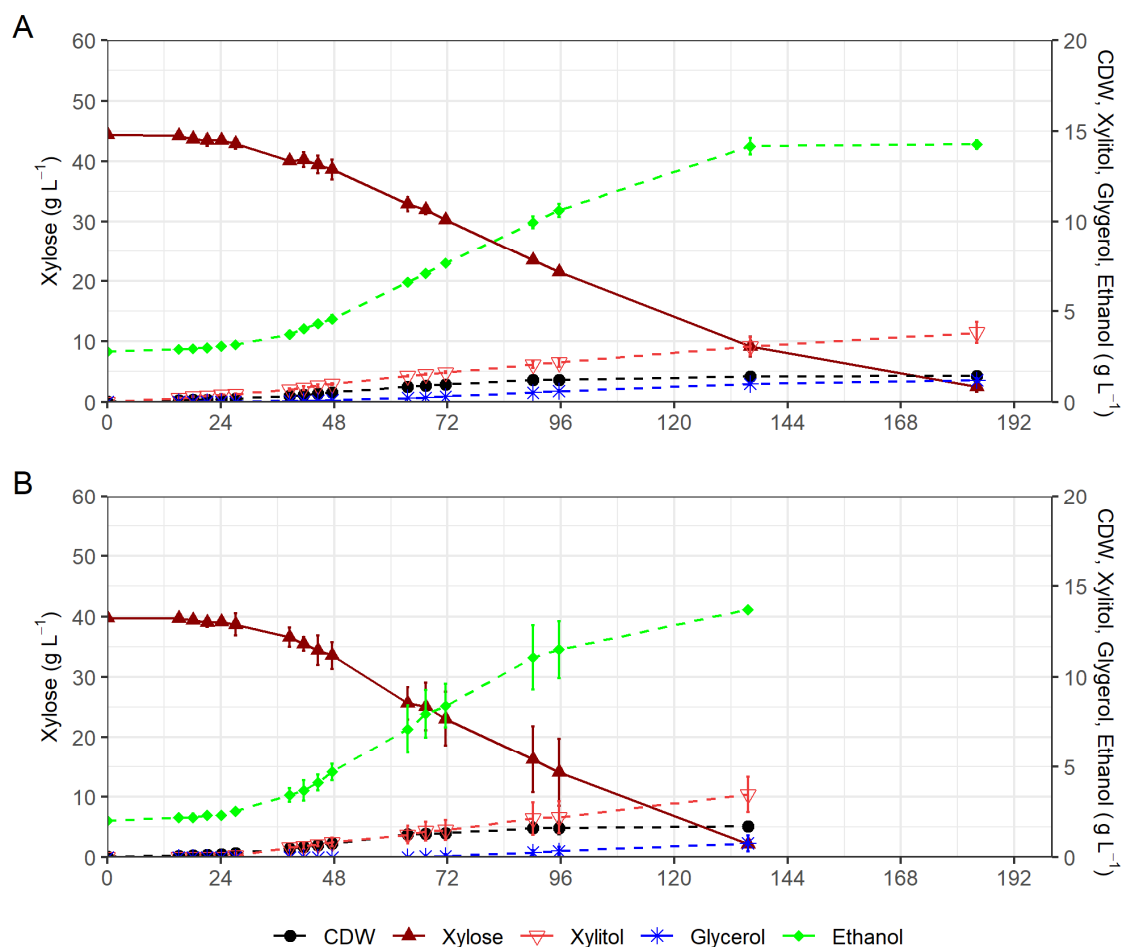 A
60
50
40
30
20
10
0
Xylose (g L⁻¹)
20
15
10
5
0
CDW, Xylitol, Glygerol, Ethanol (g L⁻¹)
0 24 48 72 96 120 144 168 192
B
60
50
40
30
20
10
0
Xylose (g L⁻¹)
20
15
10
5
0
CDW, Xylitol, Glygerol, Ethanol (g L⁻¹)
0 24 48 72 96 120 144 168 192
CDW Xylose Xylitol Glycerol Ethanol